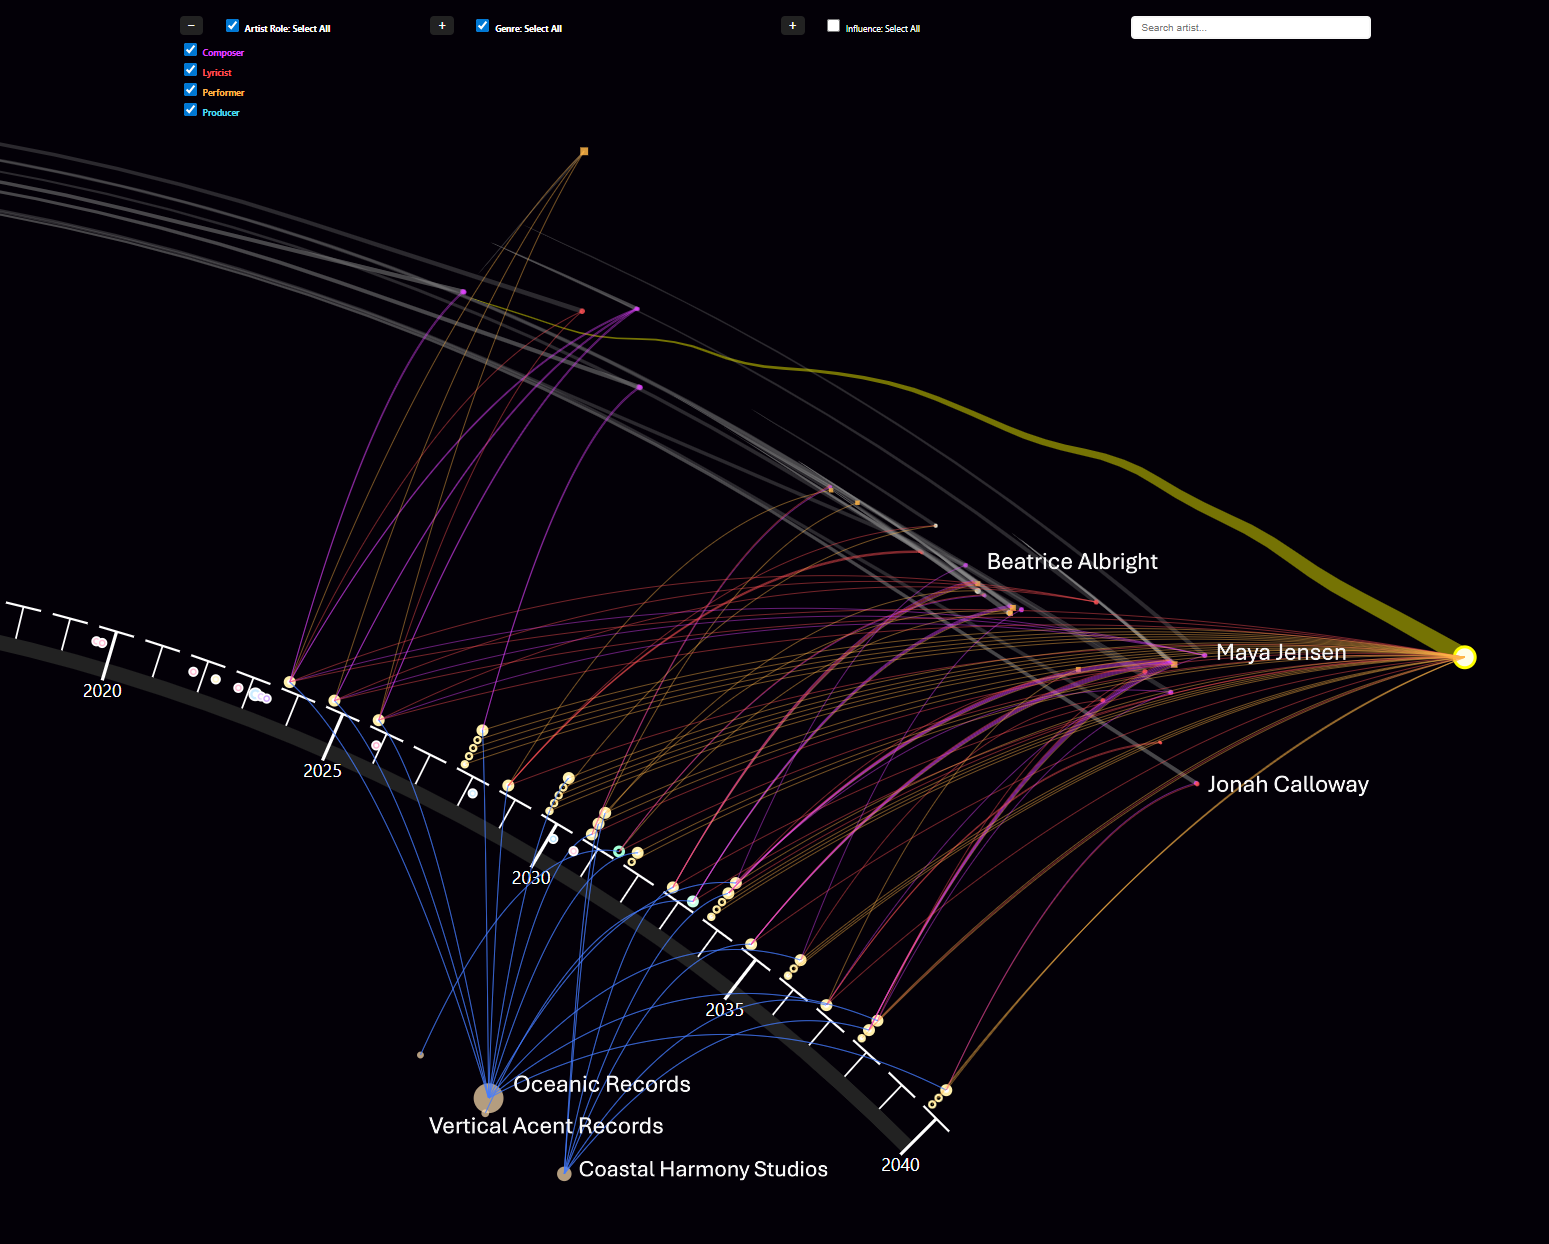 − Artist Role: Select All
+ Genre: Select All
+ Influence: Select All
Search artist...
Composer
Lyricist
Performer
Producer
Beatrice Albright
Maya Jensen
2020
2025
Jonah Calloway
2030
2035
Oceanic Records
Vertical Acent Records
2040
Coastal Harmony Studios